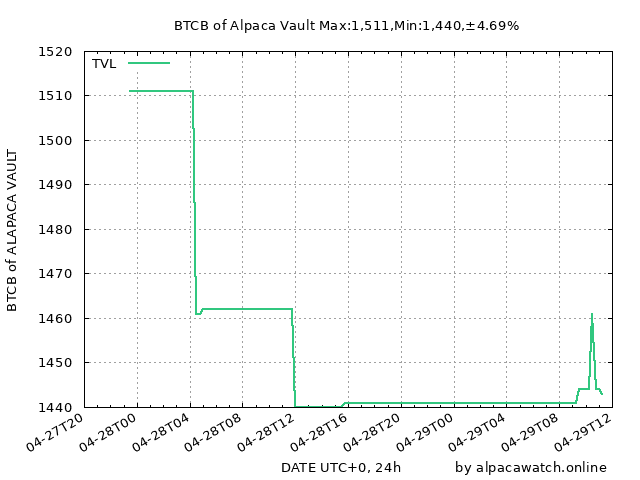 BTCB of Alpaca Vault Max:1,511,Min:1,440,±4.69%
TVL
1520
1510
1500
1490
1480
1470
1460
1450
1440
BTCB of ALAPACA VAULT
04-27T20
04-28T00
04-28T04
04-28T08
04-28T12
04-28T16
04-28T20
04-29T00
04-29T04
04-29T08
04-29T12
DATE UTC+0, 24h
by alpacawatch.online